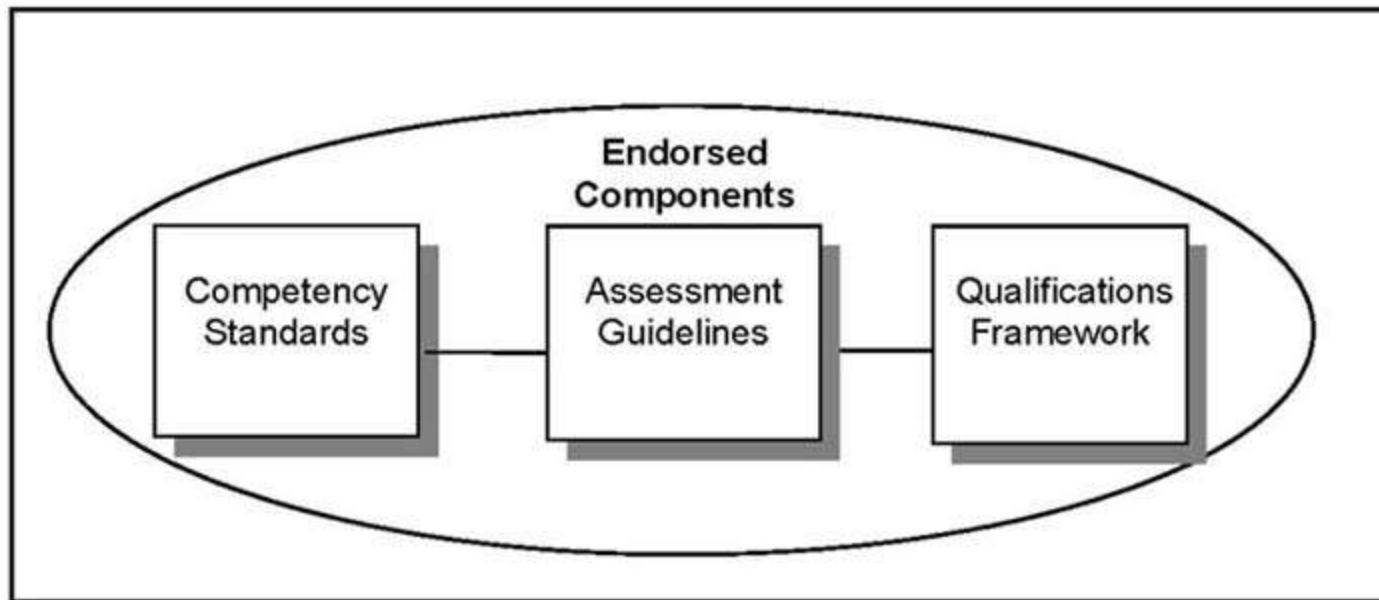 Endorsed
Components
Competency
Standards
Assessment
Guidelines
Qualifications
Framework